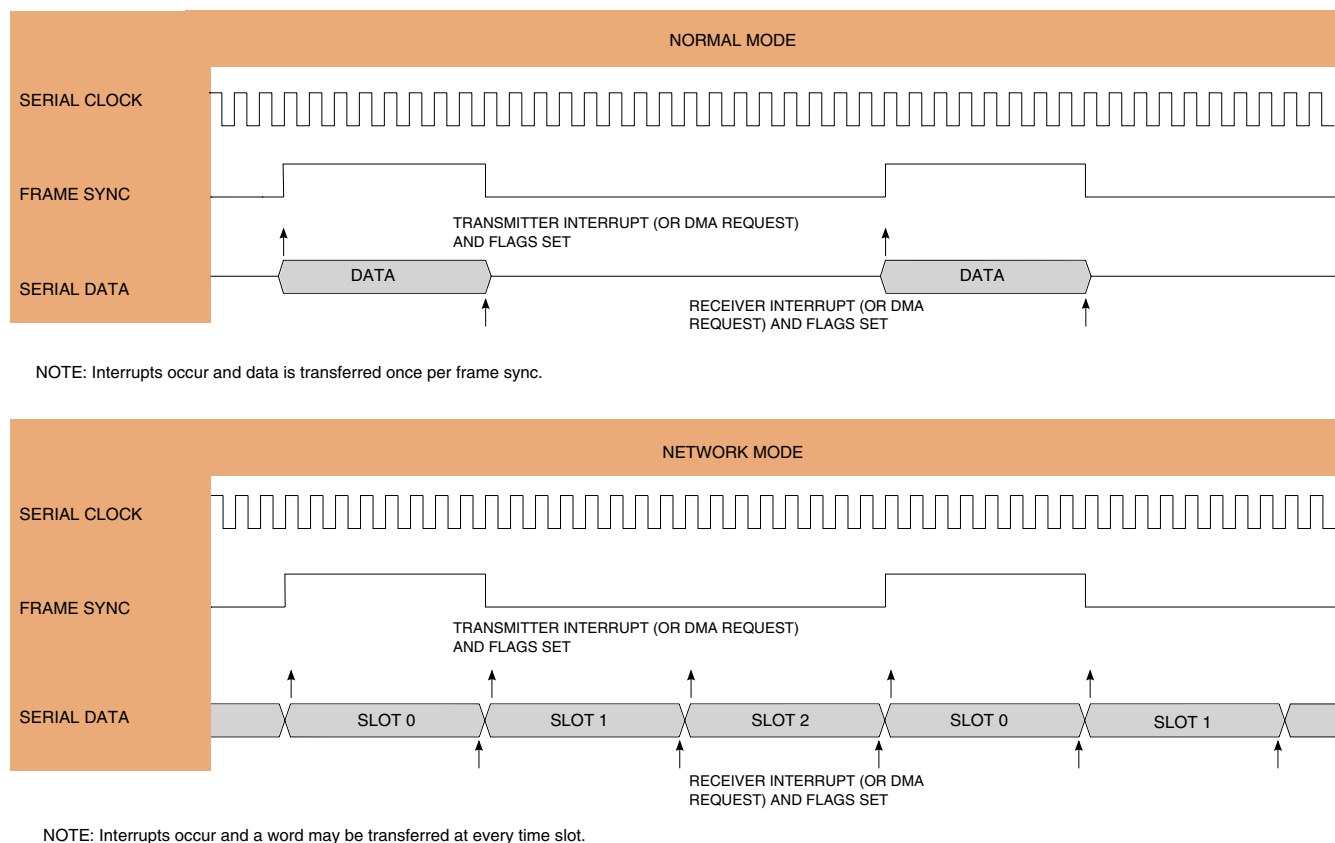 NORMAL MODE
SERIAL CLOCK
FRAME SYNC
TRANSMITTER INTERRUPT (OR DMA REQUEST)
AND FLAGS SET
SERIAL DATA
DATA
DATA
RECEIVER INTERRUPT (OR DMA
REQUEST) AND FLAGS SET
NOTE: Interrupts occur and data is transferred once per frame sync.
NETWORK MODE
SERIAL CLOCK
FRAME SYNC
TRANSMITTER INTERRUPT (OR DMA REQUEST)
AND FLAGS SET
SERIAL DATA
SLOT 0
SLOT 1
SLOT 2
SLOT 0
SLOT 1
RECEIVER INTERRUPT (OR DMA
REQUEST) AND FLAGS SET
NOTE: Interrupts occur and a word may be transferred at every time slot.